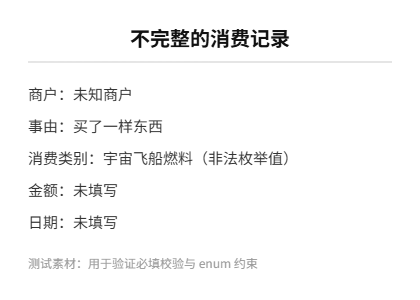 不完整的消费记录
商户：未知商户
事由：买了一样东西
消费类别：宇宙飞船燃料（非法枚举值）
金额：未填写
日期：未填写
测试素材：用于验证必填校验与 enum 约束